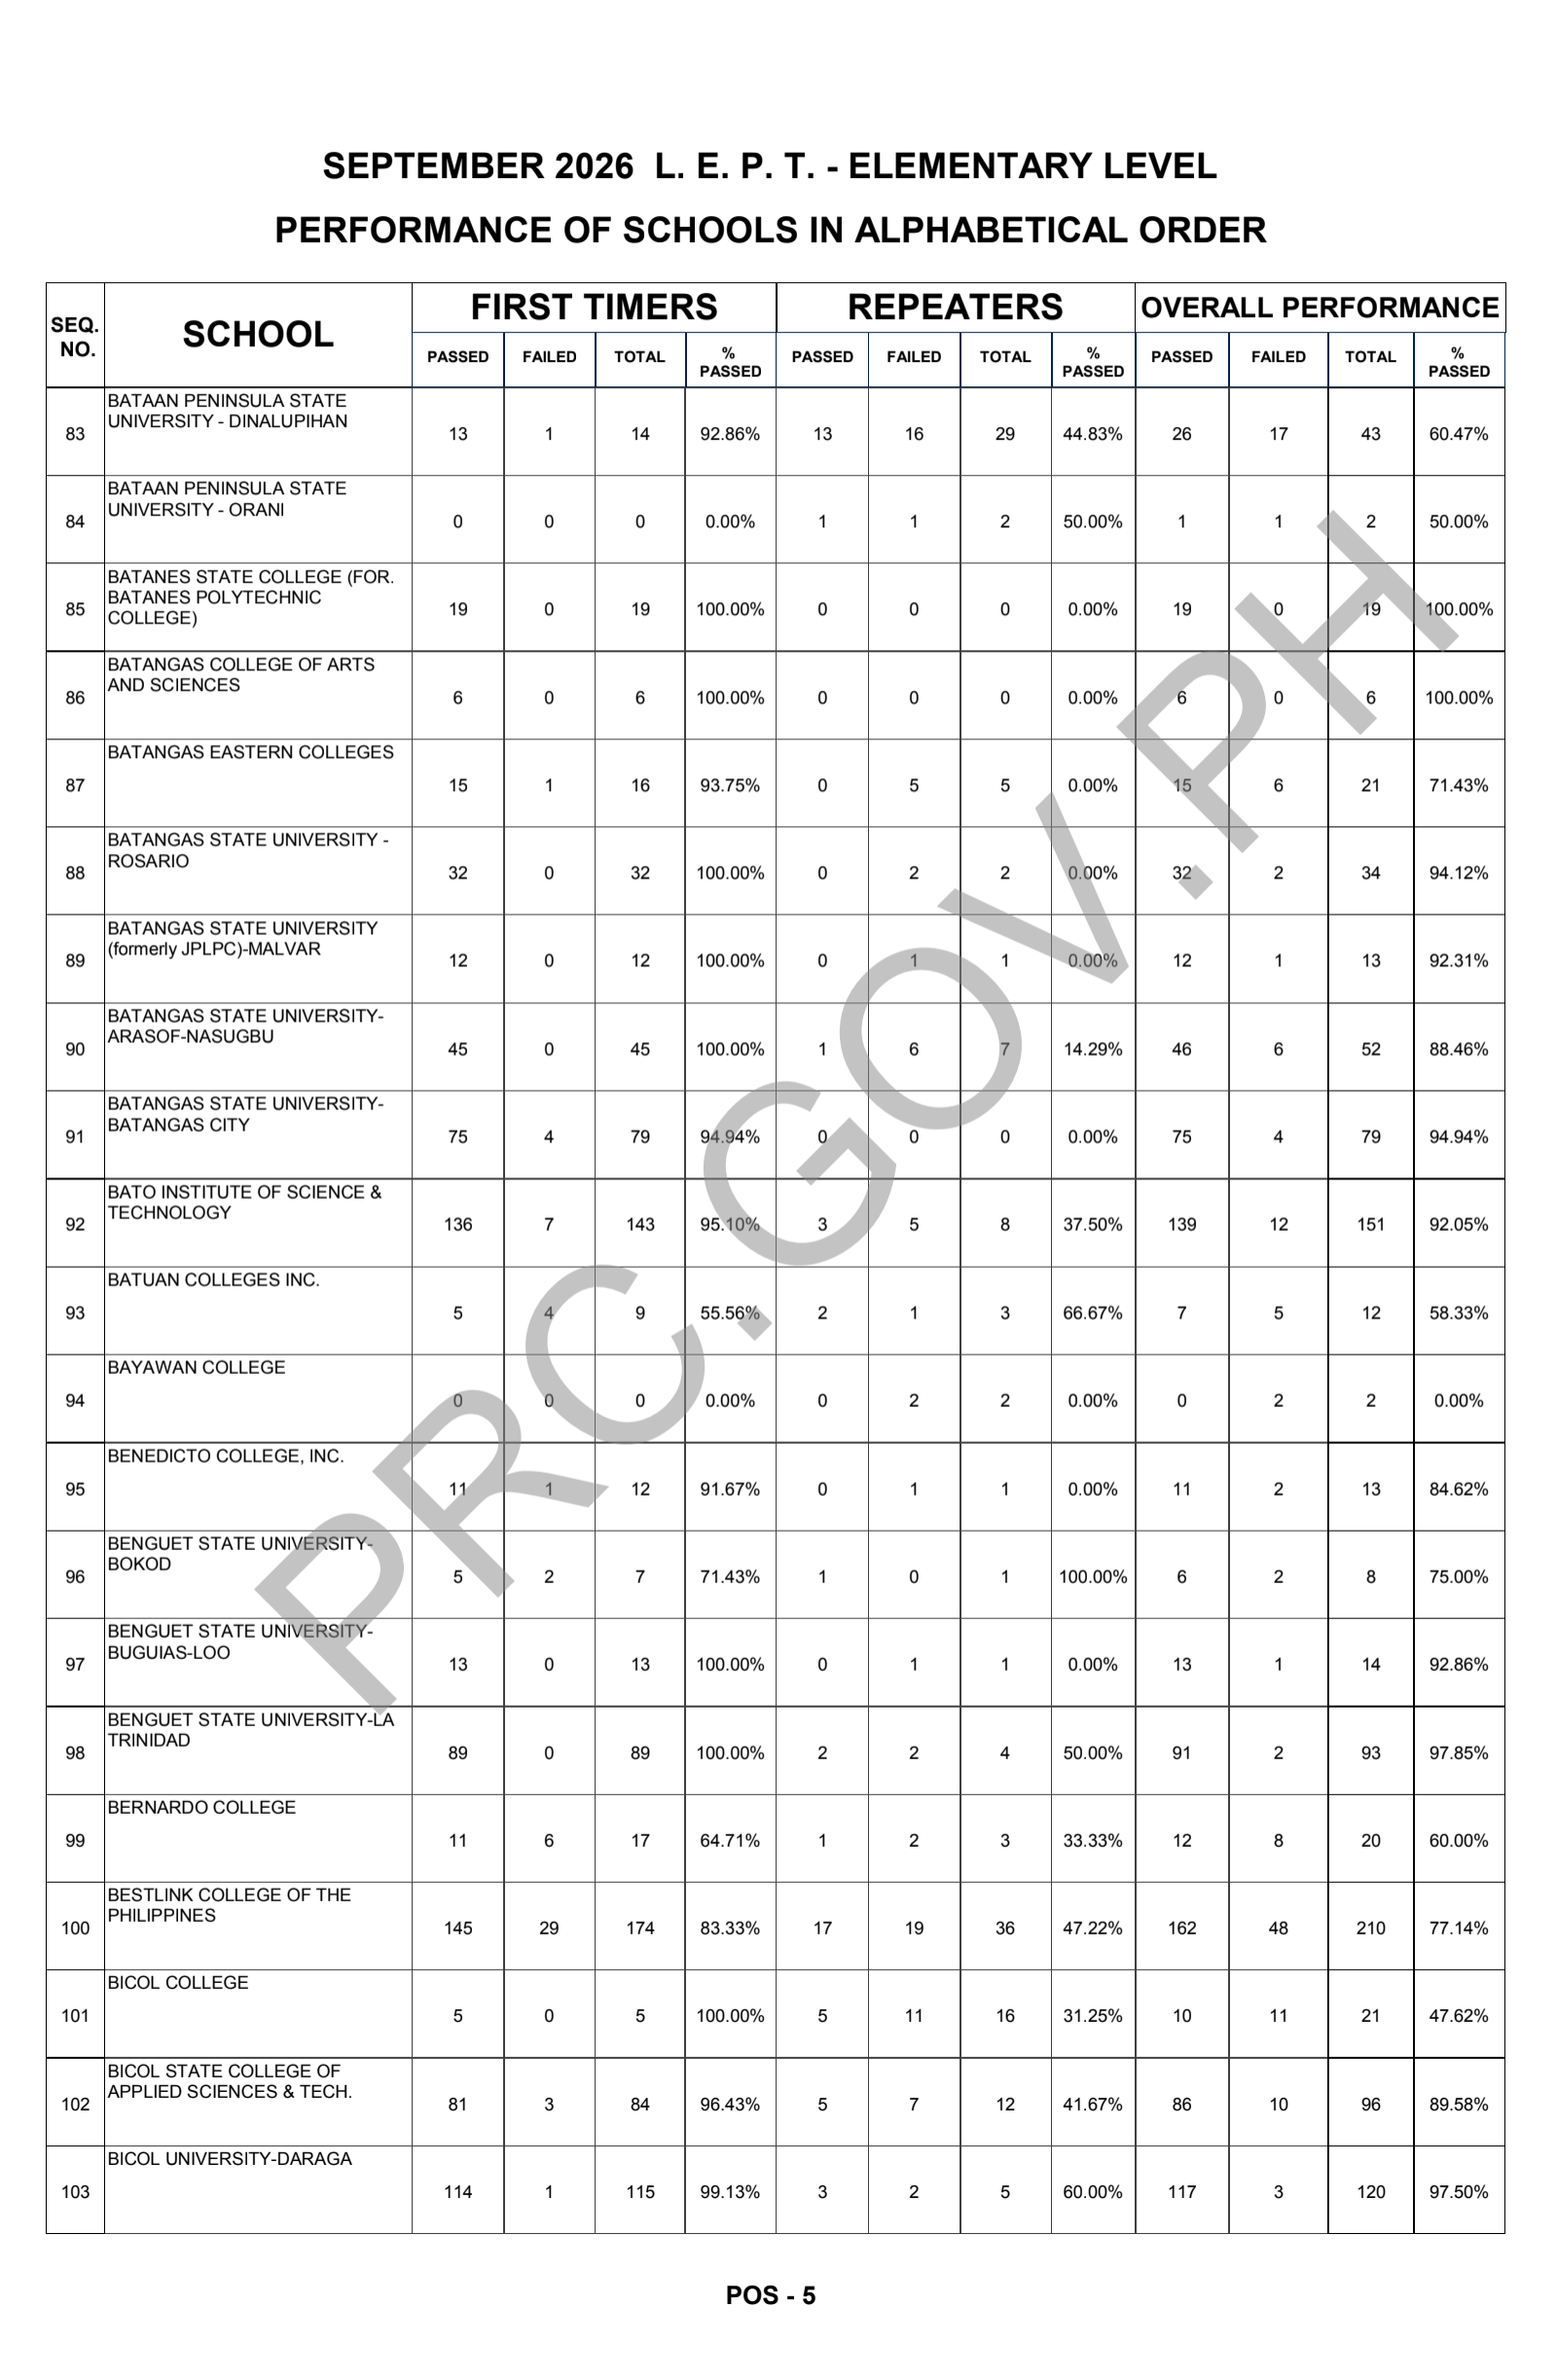 SEPTEMBER 2026 L. E. P. T. - ELEMENTARY LEVEL
PERFORMANCE OF SCHOOLS IN ALPHABETICAL ORDER
SEQ. NO. SCHOOL FIRST TIMERS REPEATERS OVERALL PERFORMANCE
PASSED FAILED TOTAL % PASSED PASSED FAILED TOTAL % PASSED PASSED FAILED TOTAL % PASSED
BATAAN PENINSULA STATE
UNIVERSITY - DINALUPIHAN
83 13 1 14 92.86% 13 16 29 44.83% 26 17 43 60.47%
BATAAN PENINSULA STATE
UNIVERSITY - ORANI
84 0 0 0 0.00% 1 1 2 50.00% 1 1 2 50.00%
BATANES STATE COLLEGE (FOR.
BATANES POLYTECHNIC
COLLEGE)
85 19 0 19 100.00% 0 0 0 0.00% 19 0 19 100.00%
BATANGAS COLLEGE OF ARTS
AND SCIENCES
86 6 0 6 100.00% 0 0 0 0.00% 6 0 6 100.00%
BATANGAS EASTERN COLLEGES
87 15 1 16 93.75% 0 5 5 0.00% 15 6 21 71.43%
BATANGAS STATE UNIVERSITY -
ROSARIO
88 32 0 32 100.00% 0 2 2 0.00% 32 2 34 94.12%
BATANGAS STATE UNIVERSITY
(formerly JPLPC)-MALVAR
89 12 0 12 100.00% 0 1 1 0.00% 12 1 13 92.31%
BATANGAS STATE UNIVERSITY-
ARASOF-NASUGBU
90 45 0 45 100.00% 1 6 7 14.29% 46 6 52 88.46%
BATANGAS STATE UNIVERSITY-
BATANGAS CITY
91 75 4 79 94.94% 0 0 0 0.00% 75 4 79 94.94%
BATO INSTITUTE OF SCIENCE &
TECHNOLOGY
92 136 7 143 95.10% 3 5 8 37.50% 139 12 151 92.05%
BATUAN COLLEGES INC.
93 5 4 9 55.56% 2 1 3 66.67% 7 5 12 58.33%
BAYAWAN COLLEGE
94 0 0 0 0.00% 0 2 2 0.00% 0 2 2 0.00%
BENEDICTO COLLEGE, INC.
95 11 1 12 91.67% 0 1 1 0.00% 11 2 13 84.62%
BENGUET STATE UNIVERSITY-
BOKOD
96 5 2 7 71.43% 1 0 1 100.00% 6 2 8 75.00%
BENGUET STATE UNIVERSITY-
BUGUIAS-LOO
97 13 0 13 100.00% 0 1 1 0.00% 13 1 14 92.86%
BENGUET STATE UNIVERSITY-LA
TRINIDAD
98 89 0 89 100.00% 2 2 4 50.00% 91 2 93 97.85%
BERNARDO COLLEGE
99 11 6 17 64.71% 1 2 3 33.33% 12 8 20 60.00%
BESTLINK COLLEGE OF THE
PHILIPPINES
100 145 29 174 83.33% 17 19 36 47.22% 162 48 210 77.14%
BICOL COLLEGE
101 5 0 5 100.00% 5 11 16 31.25% 10 11 21 47.62%
BICOL STATE COLLEGE OF
APPLIED SCIENCES & TECH.
102 81 3 84 96.43% 5 7 12 41.67% 86 10 96 89.58%
BICOL UNIVERSITY-DARAGA
103 114 1 115 99.13% 3 2 5 60.00% 117 3 120 97.50%
PRC.GOV.PH
POS - 5